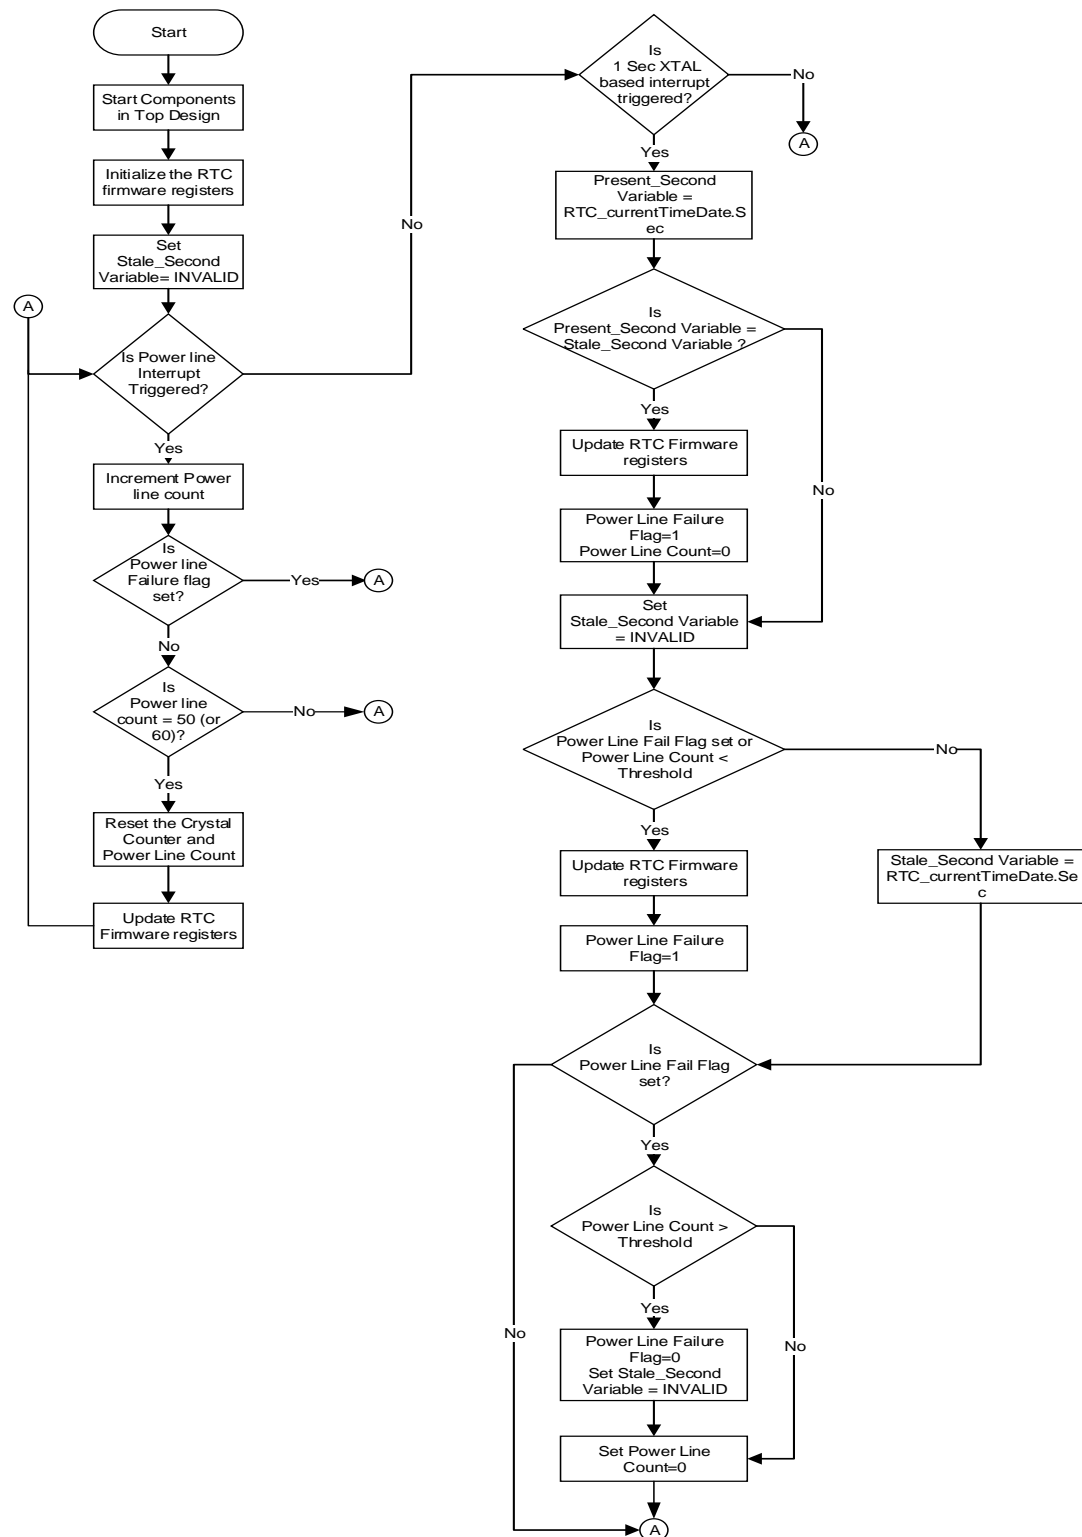 Start
Start Components
in Top Design
Initialize the RTC
firmware registers
Set
Stale_Second
Variable= INVALID
A
Is Power line
Interrupt
Triggered?
No
Yes
Increment Power
line count
Is
Power line
Failure flag
set?
Yes
A
No
Is
Power line
count = 50 (or
60)?
No
A
Yes
Reset the Crystal
Counter and
Power Line Count
Update RTC
Firmware registers
Is
1 Sec XTAL
based interrupt
triggered?
No
A
Yes
Present_Second
Variable =
RTC_currentTimeDate.S
ec
Is
Present_Second Variable =
Stale_Second Variable ?
Yes
No
Update RTC Firmware
registers
Power Line Failure
Flag=1
Power Line Count=0
Set
Stale_Second Variable
= INVALID
Is
Power Line Fail Flag set or
Power Line Count <
Threshold
No
Yes
Stale_Second Variable =
RTC_currentTimeDate.Se
c
Update RTC Firmware
registers
Power Line Failure
Flag=1
Is
Power Line Fail Flag
set?
Yes
No
Is
Power Line Count >
Threshold
Yes
No
Power Line Failure
Flag=0
Set Stale_Second
Variable = INVALID
Set Power Line
Count=0
A